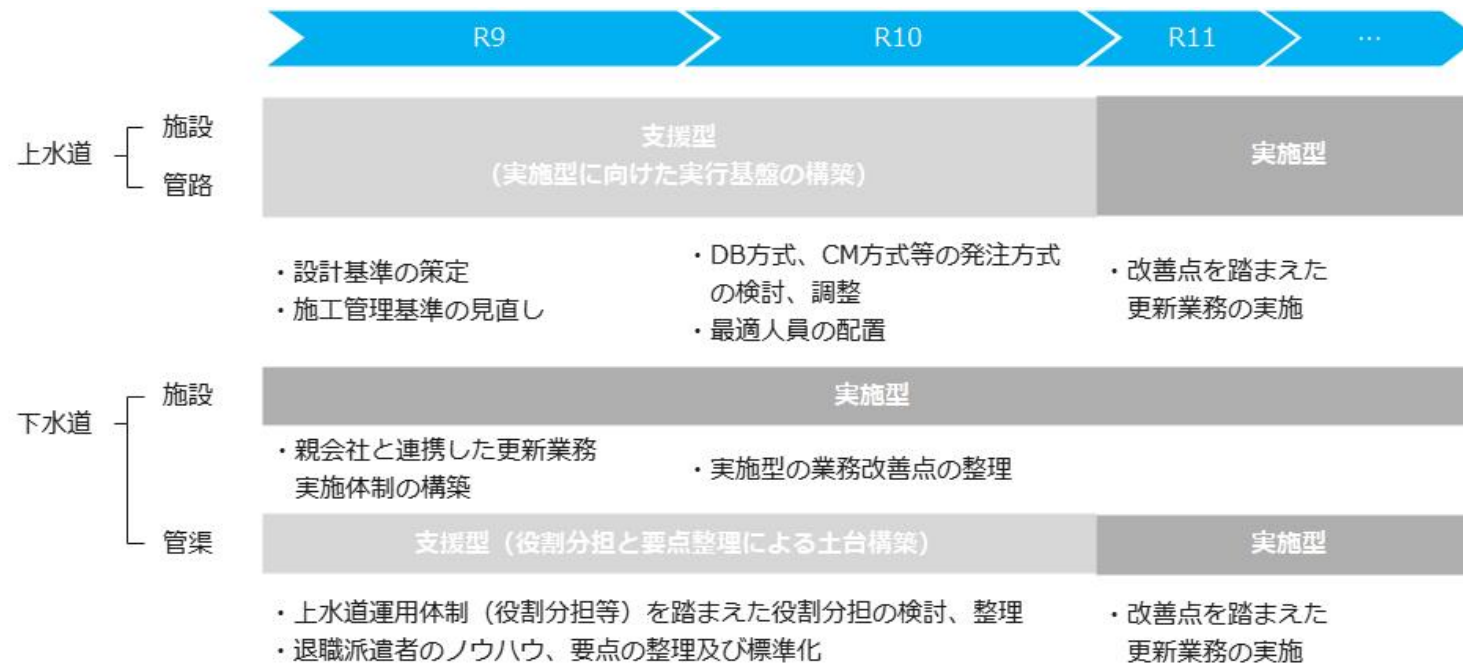 R9
R10
R11
…
上水道
施設
管路
支援型
(実施型に向けた実行基盤の構築)
実施型
・設計基準の策定
・施工管理基準の見直し
・DB方式、CM方式等の発注方式
の検討、調整
・最適人員の配置
・改善点を踏まえた
更新業務の実施
下水道
施設
実施型
・親会社と連携した更新業務
実施体制の構築
・実施型の業務改善点の整理
管渠
支援型(役割分担と要点整理による土台構築)
実施型
・上水道運用体制(役割分担等)を踏まえた役割分担の検討、整理
・退職派遣者のノウハウ、要点の整理及び標準化
・改善点を踏まえた
更新業務の実施